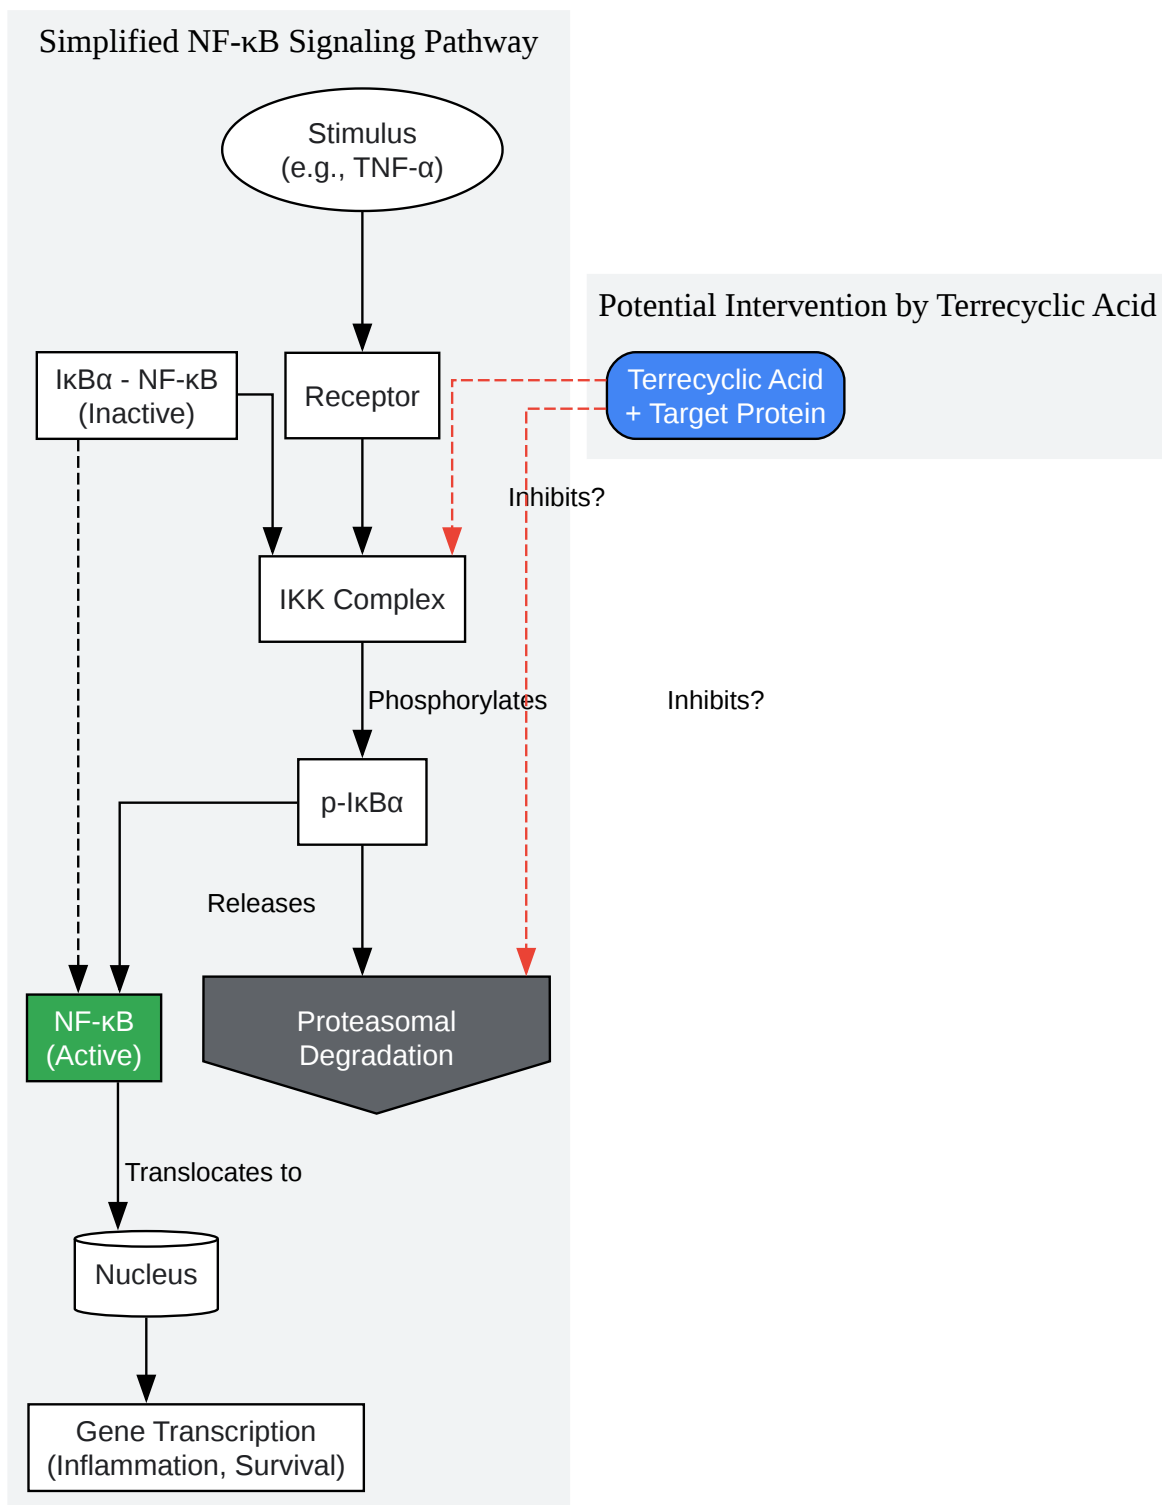 Simplified NF-κB Signaling Pathway
Stimulus
(e.g., TNF-α)
Potential Intervention by Terrecyclic Acid
IκBα - NF-κB
(Inactive)
Receptor
Terrecyclic Acid
+ Target Protein
Inhibits?
IKK Complex
Phosphorylates
Inhibits?
p-IκBα
Releases
NF-κB
(Active)
Proteasomal
Degradation
Translocates to
Nucleus
Gene Transcription
(Inflammation, Survival)